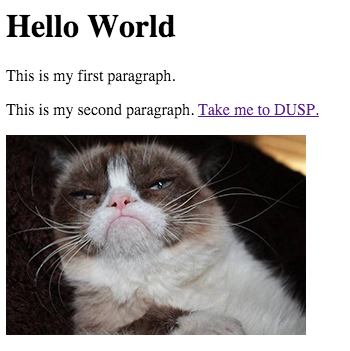 Hello World
This is my first paragraph.
This is my second paragraph. Take me to DUSP.